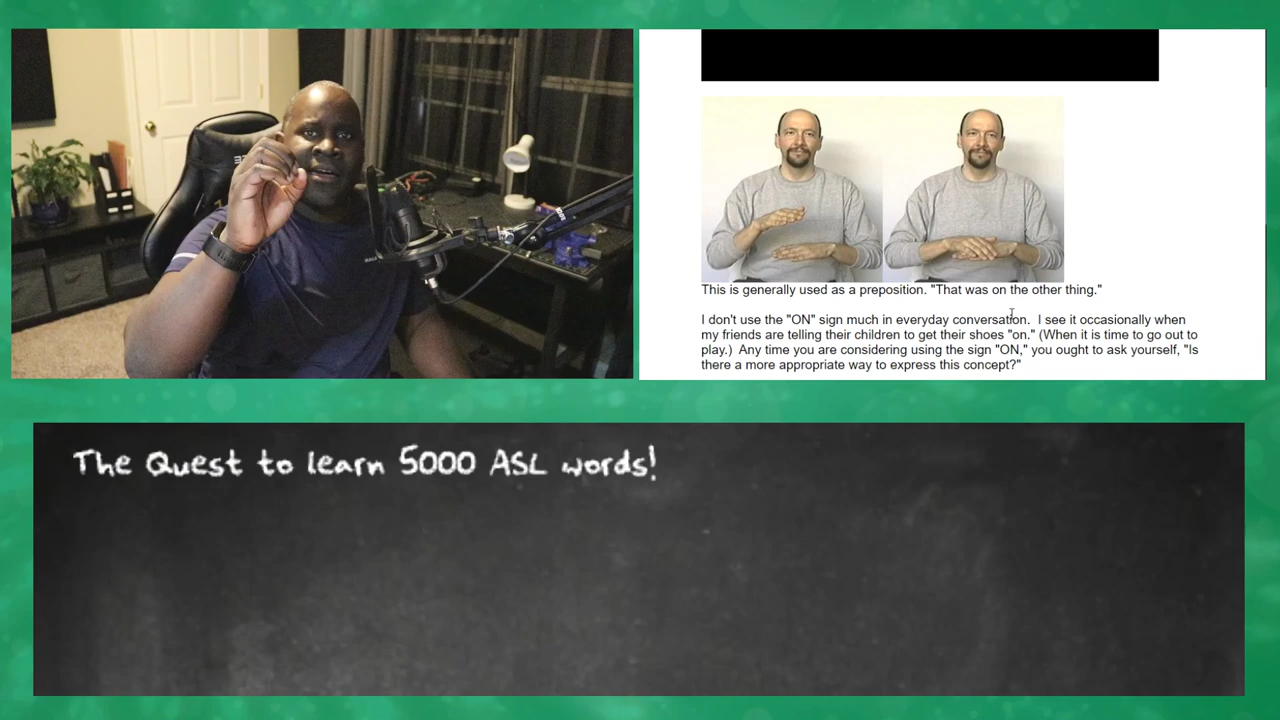 This is generally used as a preposition. "That was on the other thing."
I don't use the "ON" sign much in everyday conversation. I see it occasionally when
my friends are telling their children to get their shoes "on." (When it is time to go out to
play.) Any time you are considering using the sign "ON," you ought to ask yourself, "Is
there a more appropriate way to express this concept?"
The Quest to learn 5000 ASL words!